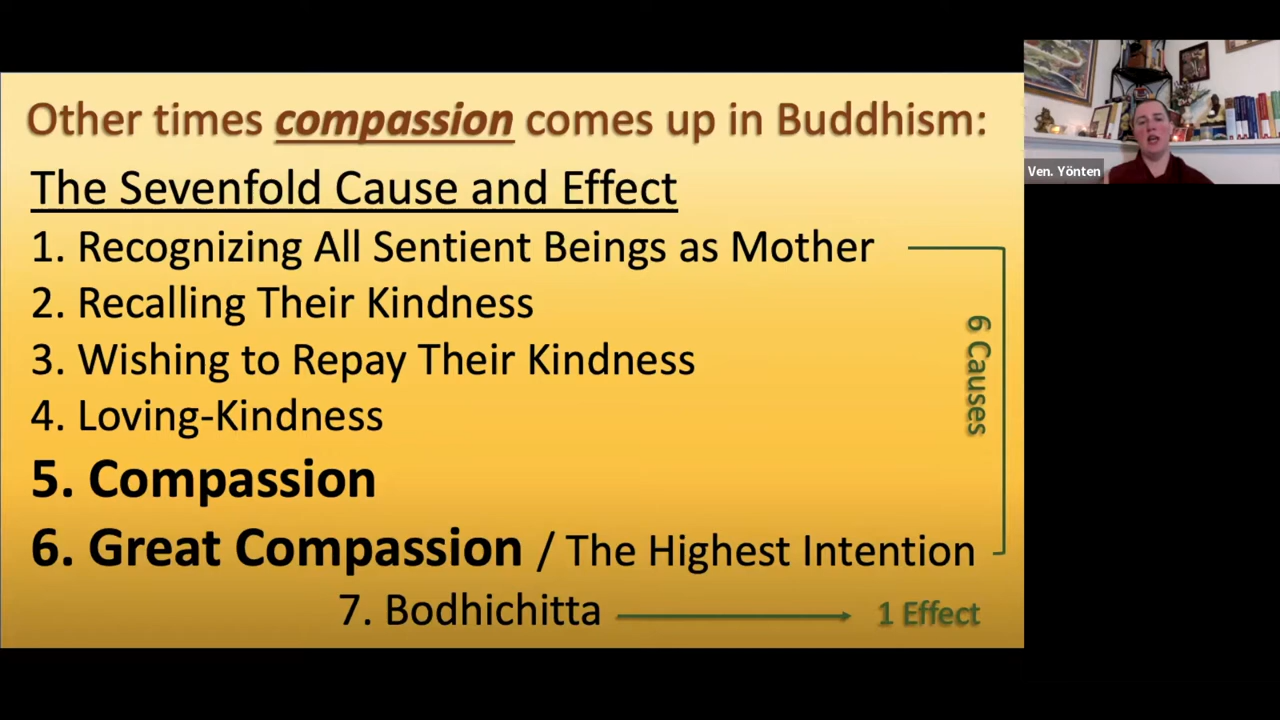 Other times compassion comes up in Buddhism:
The Sevenfold Cause and Effect
1. Recognizing All Sentient Beings as Mother
2. Recalling Their Kindness
3. Wishing to Repay Their Kindness
4. Loving-Kindness
5. Compassion
6. Great Compassion / The Highest Intention
6 Causes
7. Bodhichitta
1 Effect
Ven. Yönten